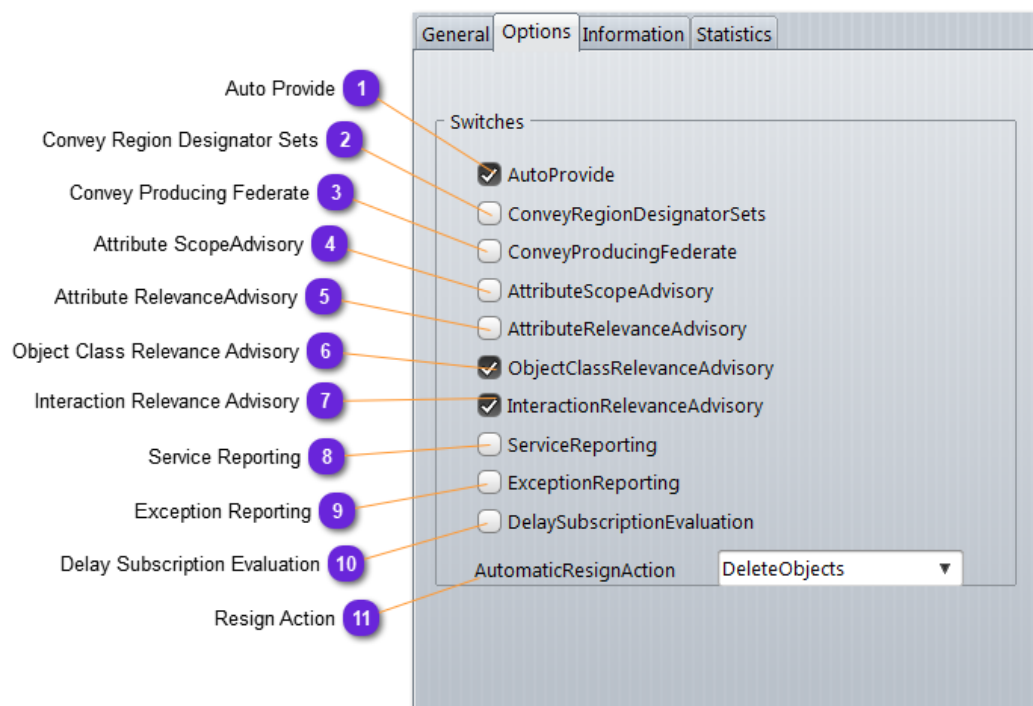 General Options Information Statistics
Auto Provide 1
Switches
Convey Region Designator Sets 2
AutoProvide
Convey Producing Federate 3
ConveyRegionDesignatorSets
Attribute ScopeAdvisory 4
ConveyProducingFederate
Attribute RelevanceAdvisory 5
AttributeScopeAdvisory
AttributeRelevanceAdvisory
Object Class Relevance Advisory 6
ObjectClassRelevanceAdvisory
Interaction Relevance Advisory 7
InteractionRelevanceAdvisory
Service Reporting 8
ServiceReporting
Exception Reporting 9
ExceptionReporting
Delay Subscription Evaluation 10
DelaySubscriptionEvaluation
AutomaticResignAction DeleteObjects
Resign Action 11